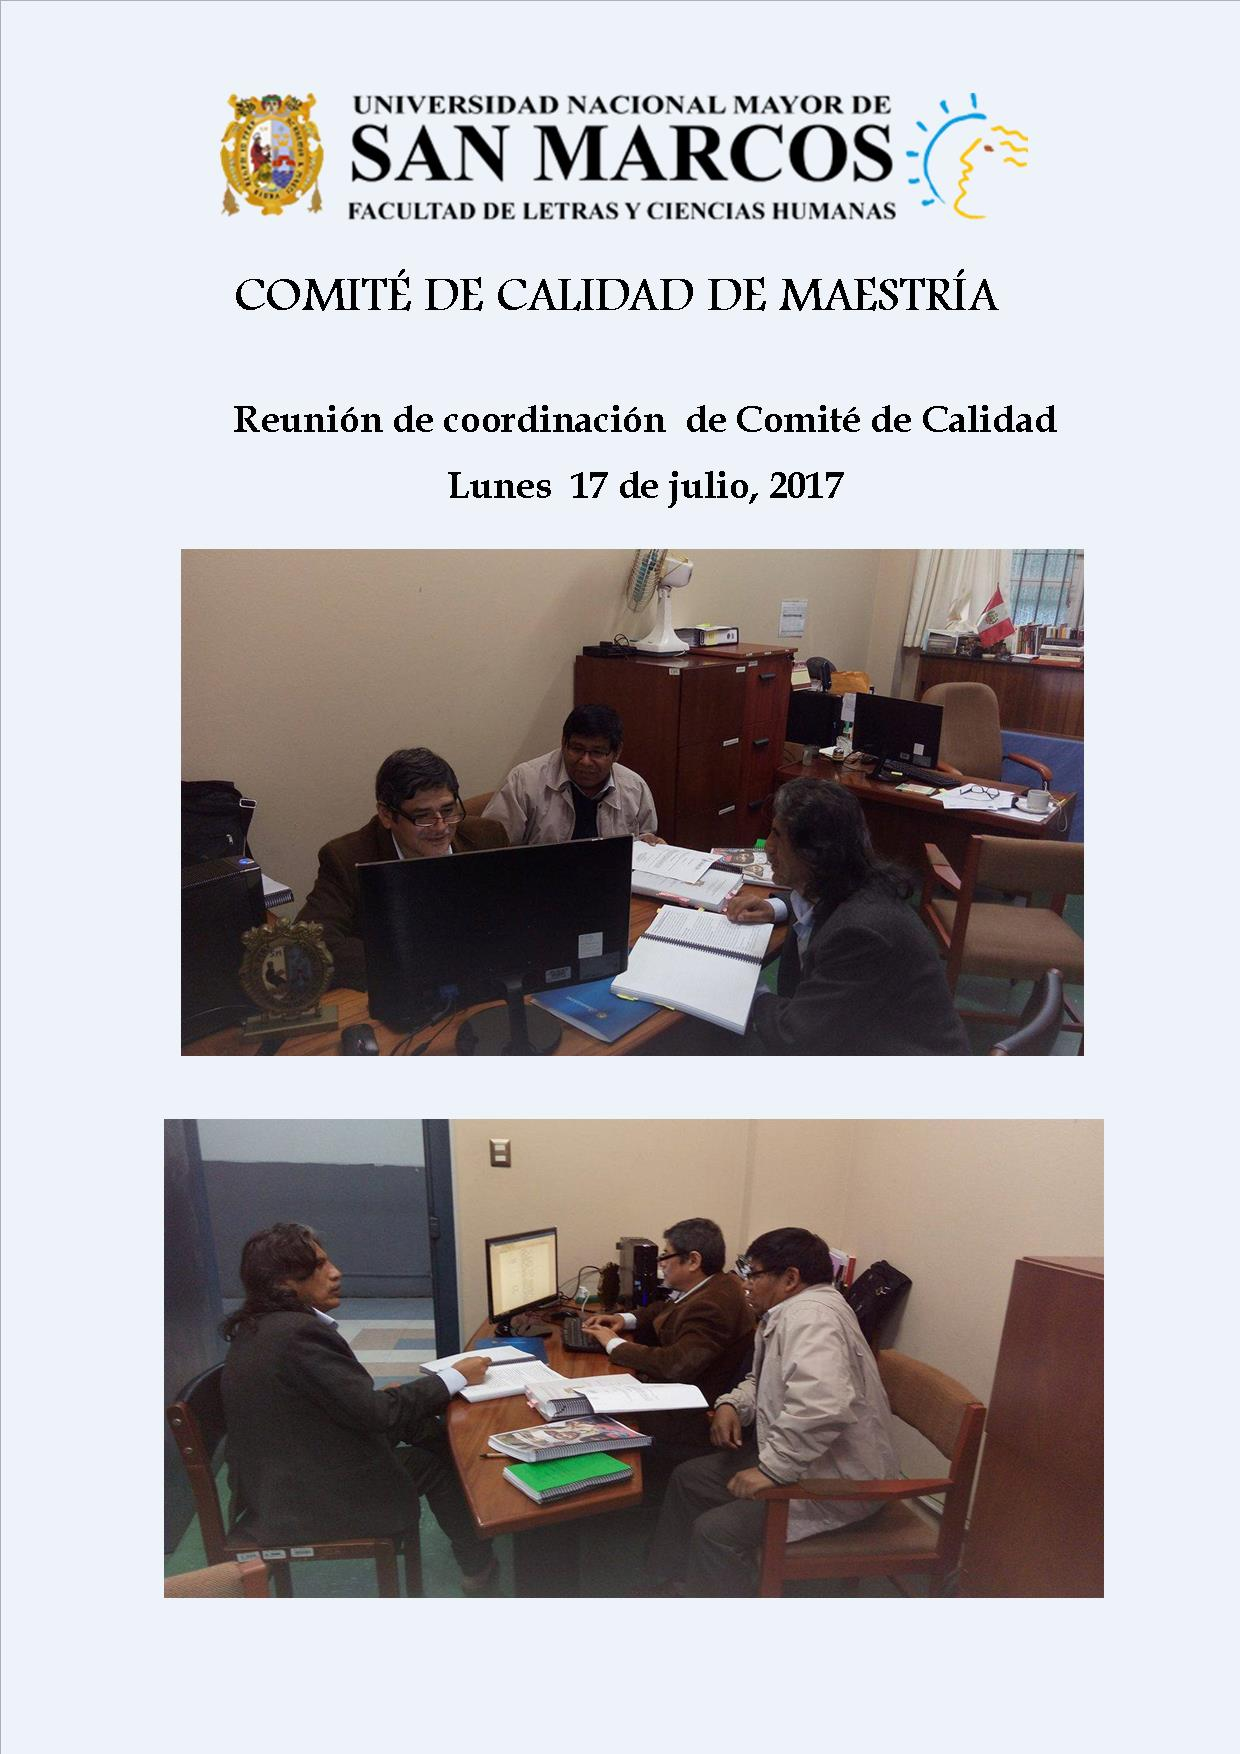 UNIVERSIDAD NACIONAL MAYOR DE
SAN MARCOS
FACULTAD DE LETRAS Y CIENCIAS HUMANAS
COMITÉ DE CALIDAD DE MAESTRÍA
Reunión de coordinación de Comité de Calidad
Lunes 17 de julio, 2017